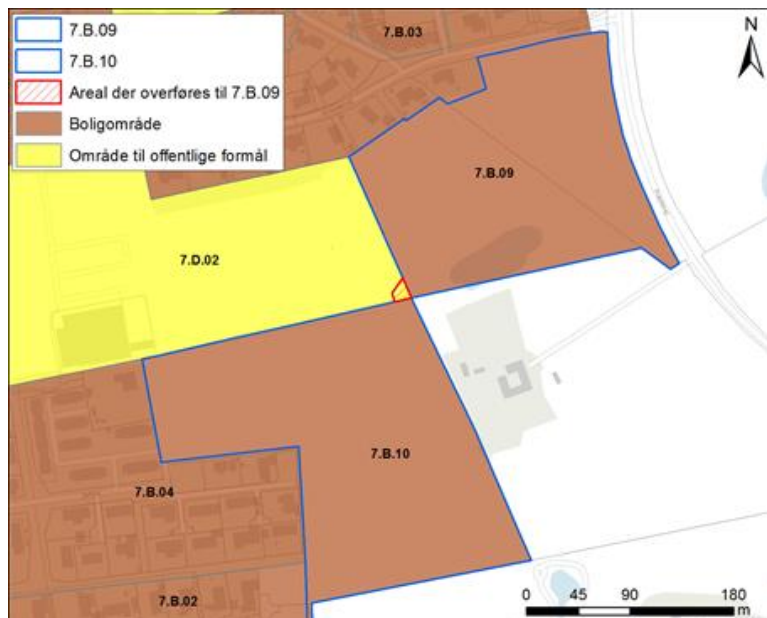 7.B.09
7.B.10
Areal der overføres til 7.B.09
Boligområde
Område til offentlige formål
7.B.03
N
7.B.09
7.D.02
7.B.10
7.B.04
7.B.02
0 45 90 180
m